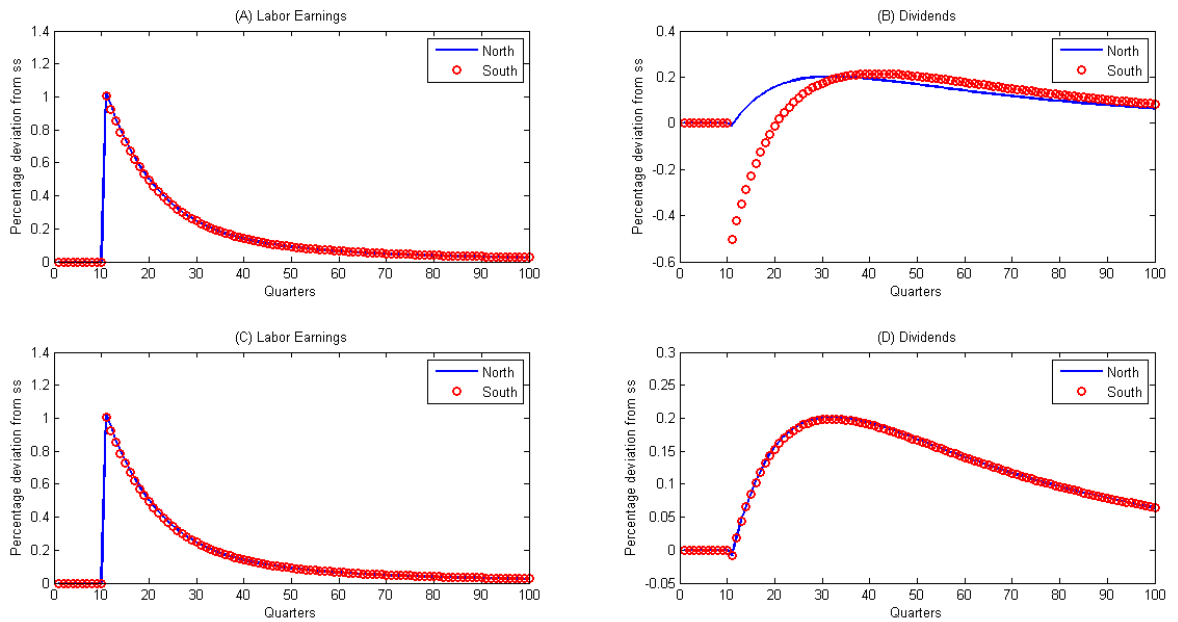 (A) Labor Earnings
Percentage deviation from ss
1.4
1.2
1
0.8
0.6
0.4
0.2
0
0 10 20 30 40 50 60 70 80 90 100
Quarters
North
South
(B) Dividends
Percentage deviation from ss
0.4
0.2
0
-0.2
-0.4
-0.6
0 10 20 30 40 50 60 70 80 90 100
Quarters
North
South
(C) Labor Earnings
Percentage deviation from ss
1.4
1.2
1
0.8
0.6
0.4
0.2
0
0 10 20 30 40 50 60 70 80 90 100
Quarters
North
South
(D) Dividends
Percentage deviation from ss
0.3
0.25
0.2
0.15
0.1
0.05
0
-0.05
0 10 20 30 40 50 60 70 80 90 100
Quarters
North
South